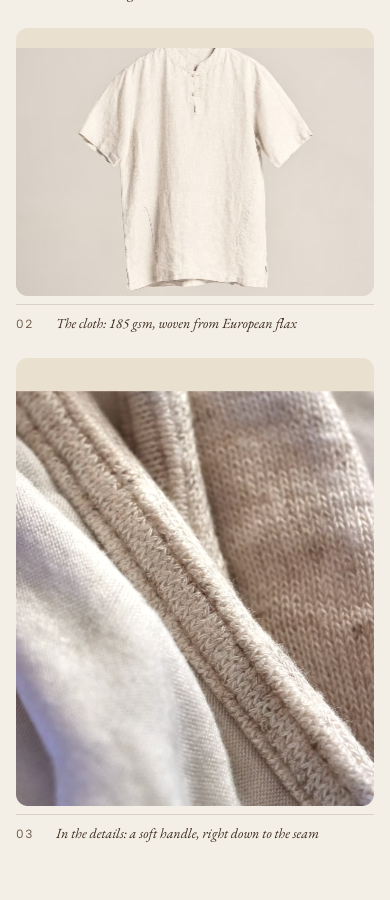 02 The cloth: 185 gsm, woven from European flax
03 In the details: a soft handle, right down to the seam